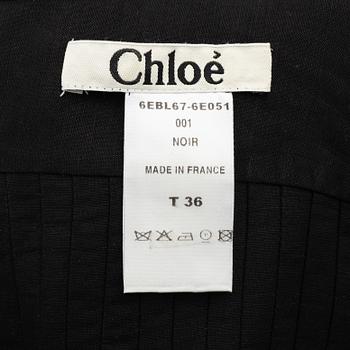 Chloé
6EBL67-6E051
001
NOIR
MADE IN FRANCE
T 36